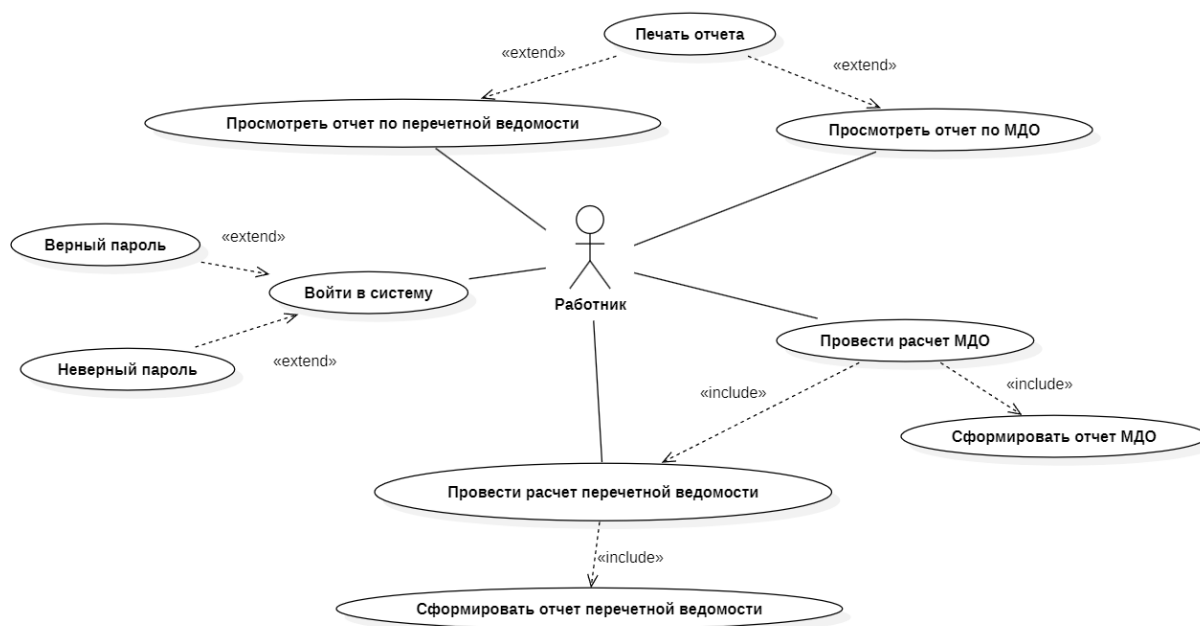 Печать отчета
«extend»
«extend»
Просмотреть отчет по перечетной ведомости
Просмотреть отчет по МДО
Верный пароль
«extend»
Войти в систему
Работник
Неверный пароль
«extend»
Провести расчет МДО
«include»
«include»
Сформировать отчет МДО
Провести расчет перечетной ведомости
«include»
Сформировать отчет перечетной ведомости